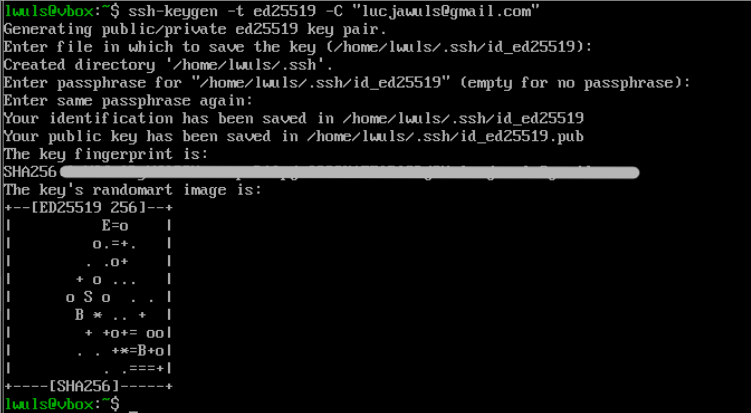 lwuls@vbox:~$ ssh-keygen -t ed25519 -C "lucjawuls@gmail.com"
Generating public/private ed25519 key pair.
Enter file in which to save the key (/home/lwuls/.ssh/id_ed25519):
Created directory '/home/lwuls/.ssh'.
Enter passphrase for "/home/lwuls/.ssh/id_ed25519" (empty for no passphrase):
Enter same passphrase again:
Your identification has been saved in /home/lwuls/.ssh/id_ed25519
Your public key has been saved in /home/lwuls/.ssh/id_ed25519.pub
The key fingerprint is:
SHA256
The key's randomart image is:
+--[ED25519 256]--+
|           E=o    |
|          o.=+.   |
|         . .o+    |
|        + o ...   |
|       o S o  . . |
|        B * .. +  |
|         + +o+= oo|
|        . . +*=B+o|
|           . .===+|
+----[SHA256]-----+
lwuls@vbox:~$ _